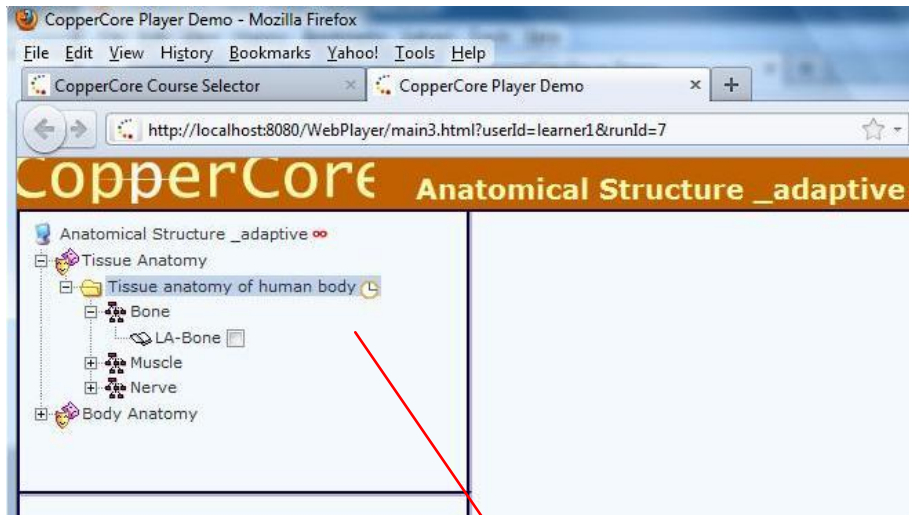 CopperCore Player Demo - Mozilla Firefox
File Edit View History Bookmarks Yahoo! Tools Help
CopperCore Course Selector × CopperCore Player Demo × +
http://localhost:8080/WebPlayer/main3.html?userId=learner1&runId=7
CopperCore Anatomical Structure _adaptive
Anatomical Structure _adaptive
Tissue Anatomy
Tissue anatomy of human body
Bone
LA-Bone
Muscle
Nerve
Body Anatomy